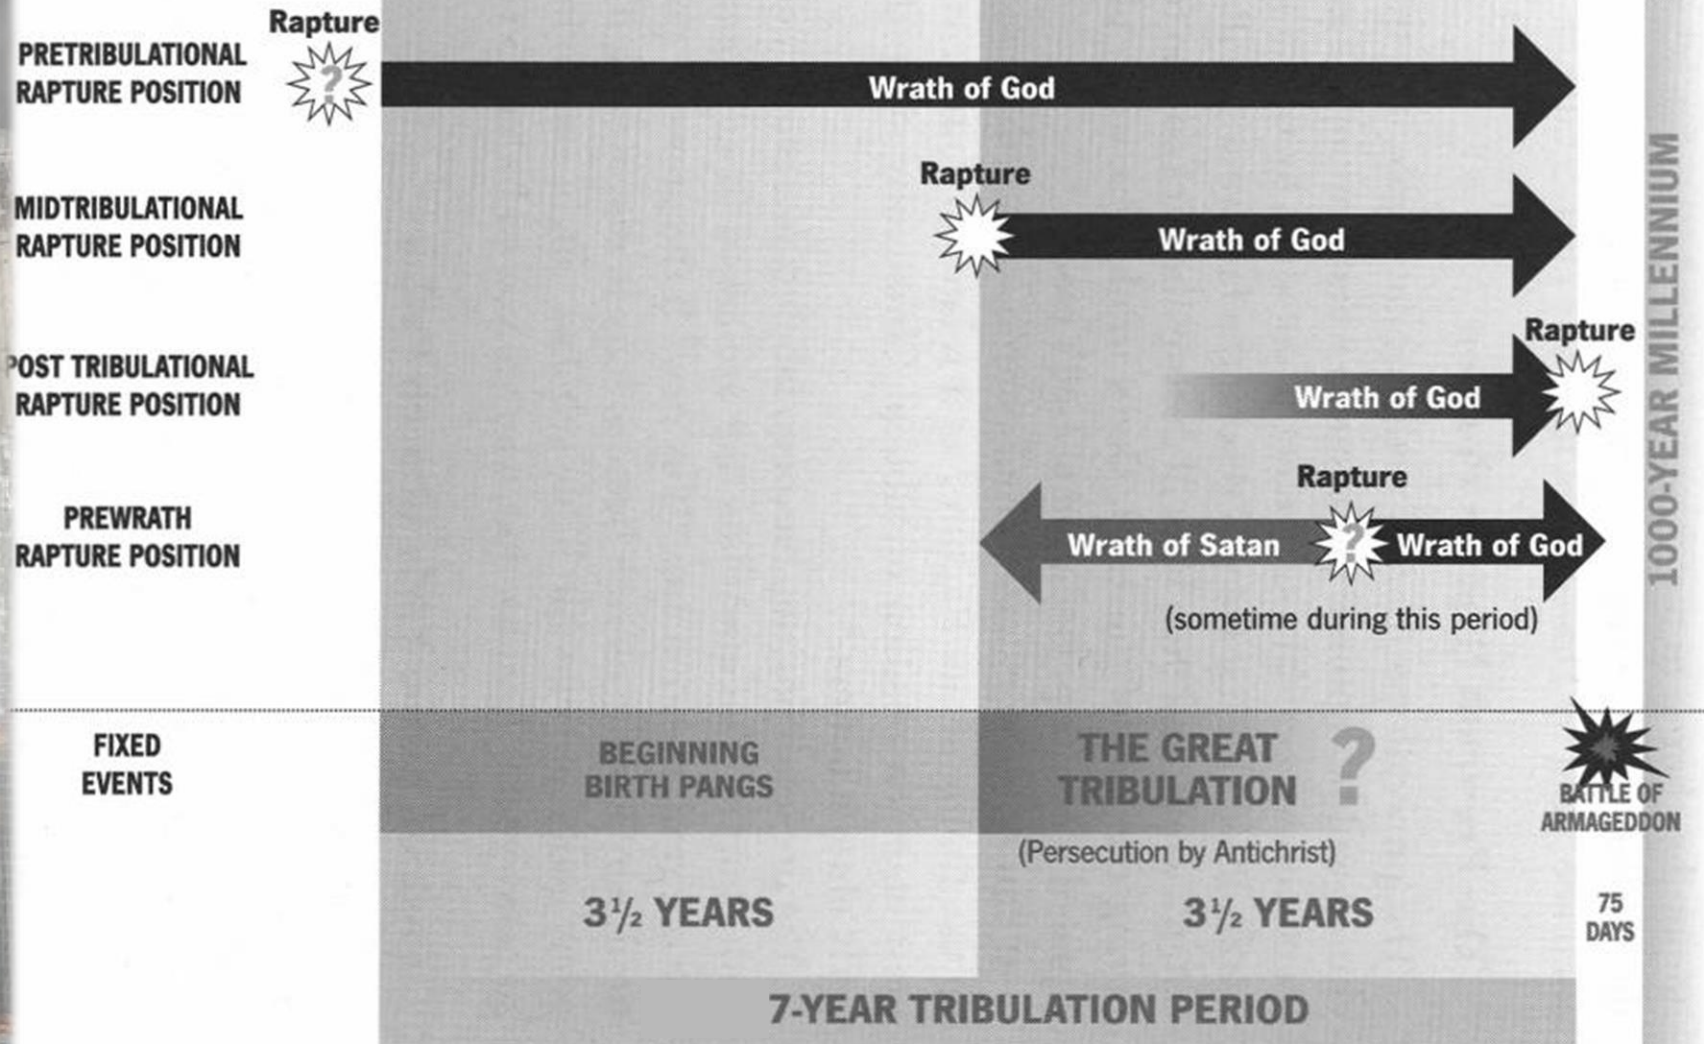 Rapture
PRETRIBULATIONAL
RAPTURE POSITION
?
Wrath of God
Rapture
MIDTRIBULATIONAL
RAPTURE POSITION
Wrath of God
Rapture
POST TRIBULATIONAL
RAPTURE POSITION
Wrath of God
Rapture
PREWRATH
RAPTURE POSITION
Wrath of Satan
?
Wrath of God
(sometime during this period)
1000-YEAR MILLENNIUM
FIXED
EVENTS
BEGINNING
BIRTH PANGS
THE GREAT
TRIBULATION
?
(Persecution by Antichrist)
BATTLE OF
ARMAGEDDON
3½ YEARS
3½ YEARS
75
DAYS
7-YEAR TRIBULATION PERIOD